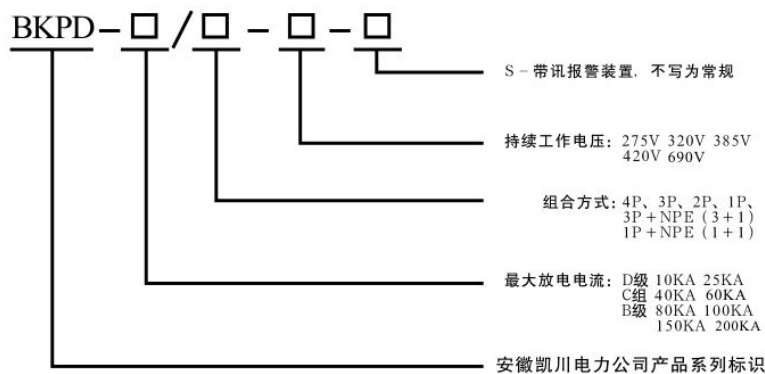 BKPD-□/□-□-□
S-带讯报警装置. 不写为常规
持续工作电压: 275V 320V 385V
420V 690V
组合方式: 4P、3P、2P、1P、
3P+NPE(3+1)
1P+NPE(1+1)
最大放电电流: D级 10KA 25KA
C组 40KA 60KA
B级 80KA 100KA
150KA 200KA
安徽凯川电力公司产品系列标识